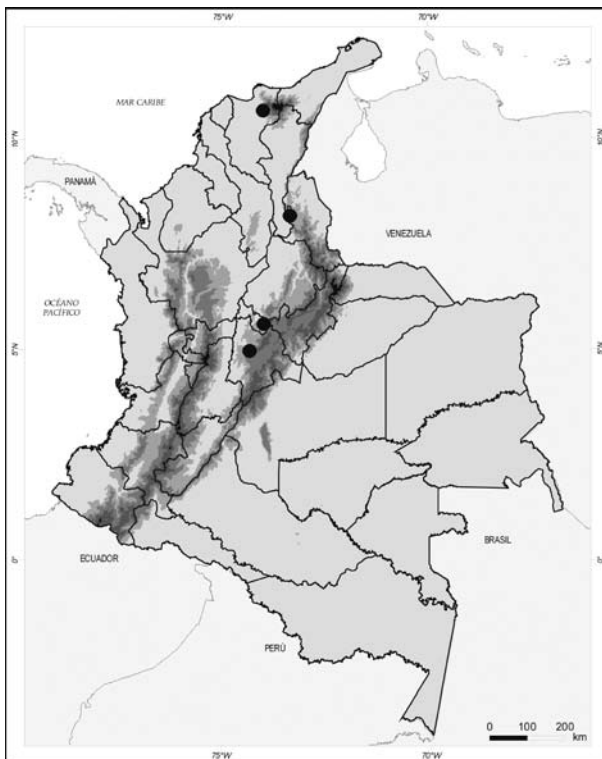 75°W 70°W
MAR CARIBE
10°N 10°N
PANAMÁ
VENEZUELA
OCÉANO
PACÍFICO
5°N 5°N
BRASIL
0° 0°
ECUADOR
PERÚ
0 100 200
km
75°W 70°W